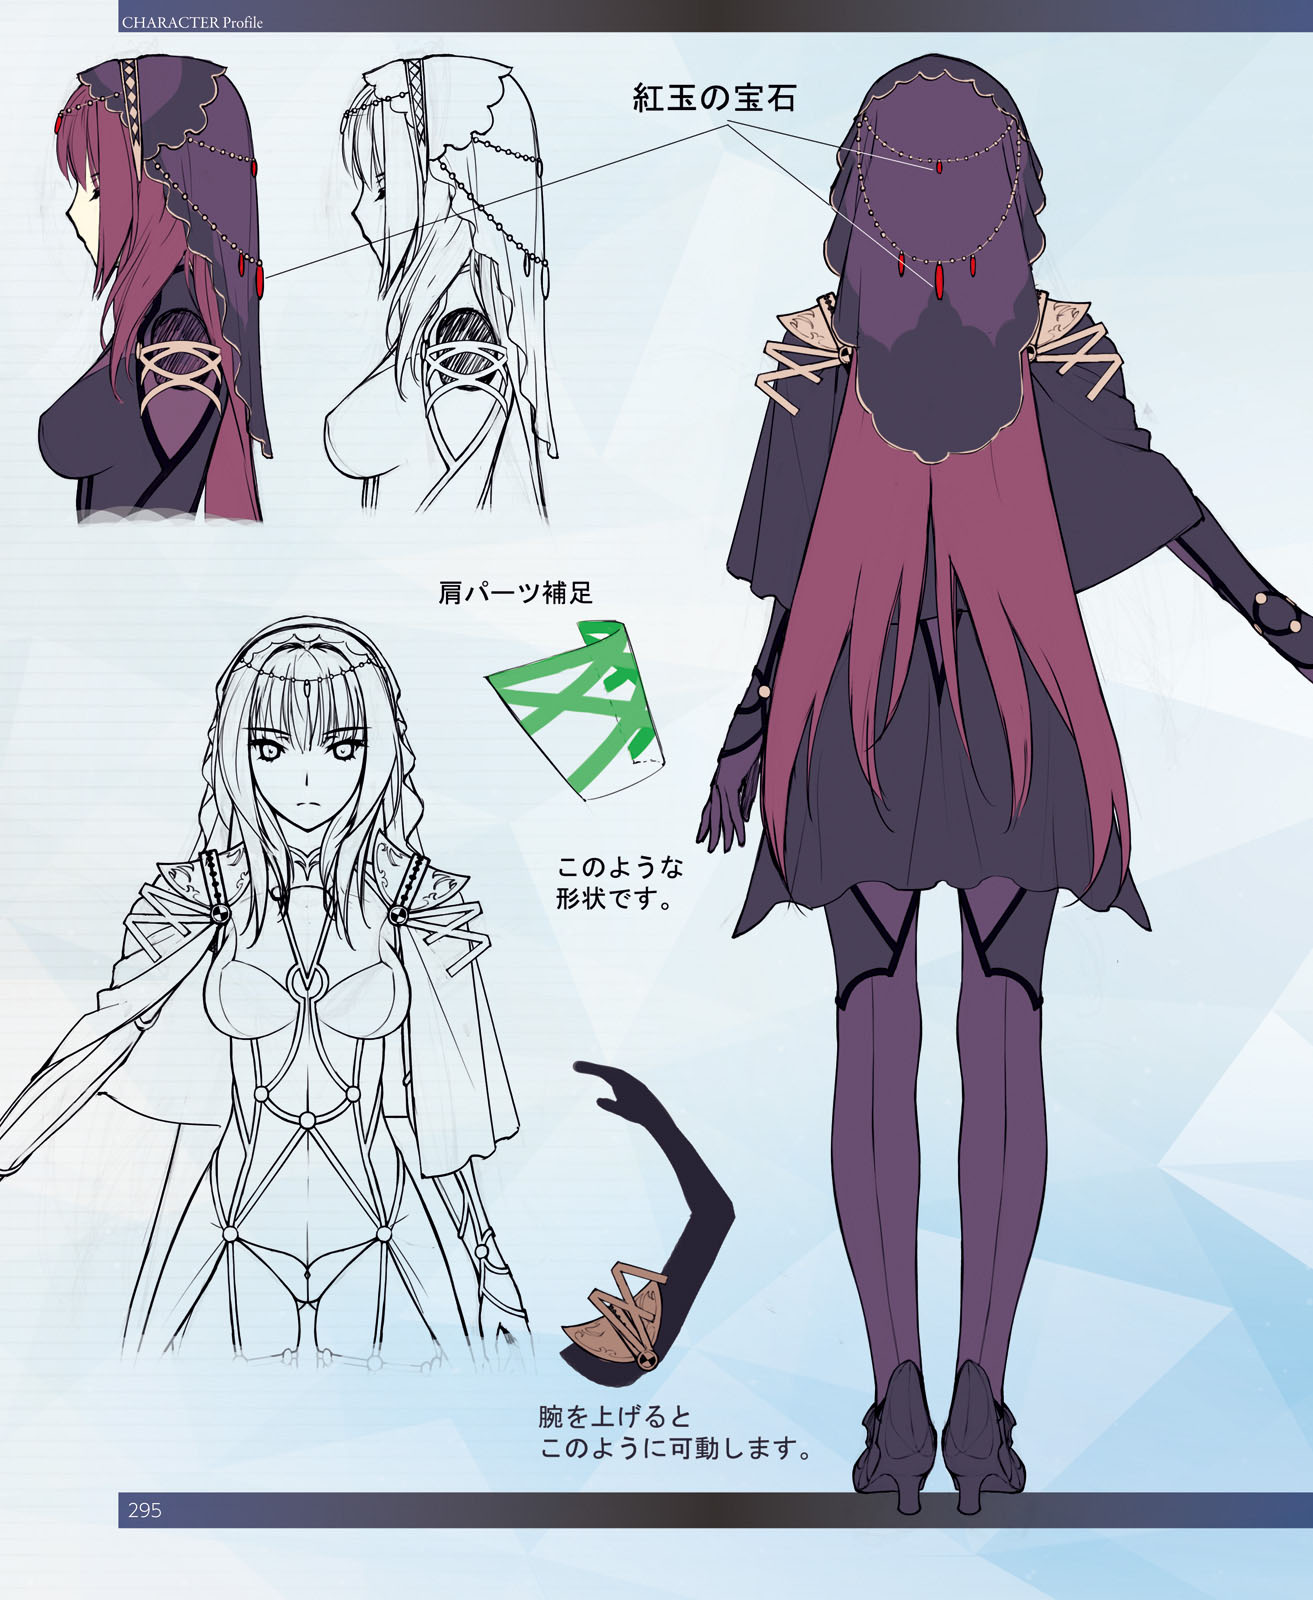 CHARACTER Profile
紅玉の宝石
肩パーツ補足
このような
形状です。
腕を上げると
このように可動します。
295